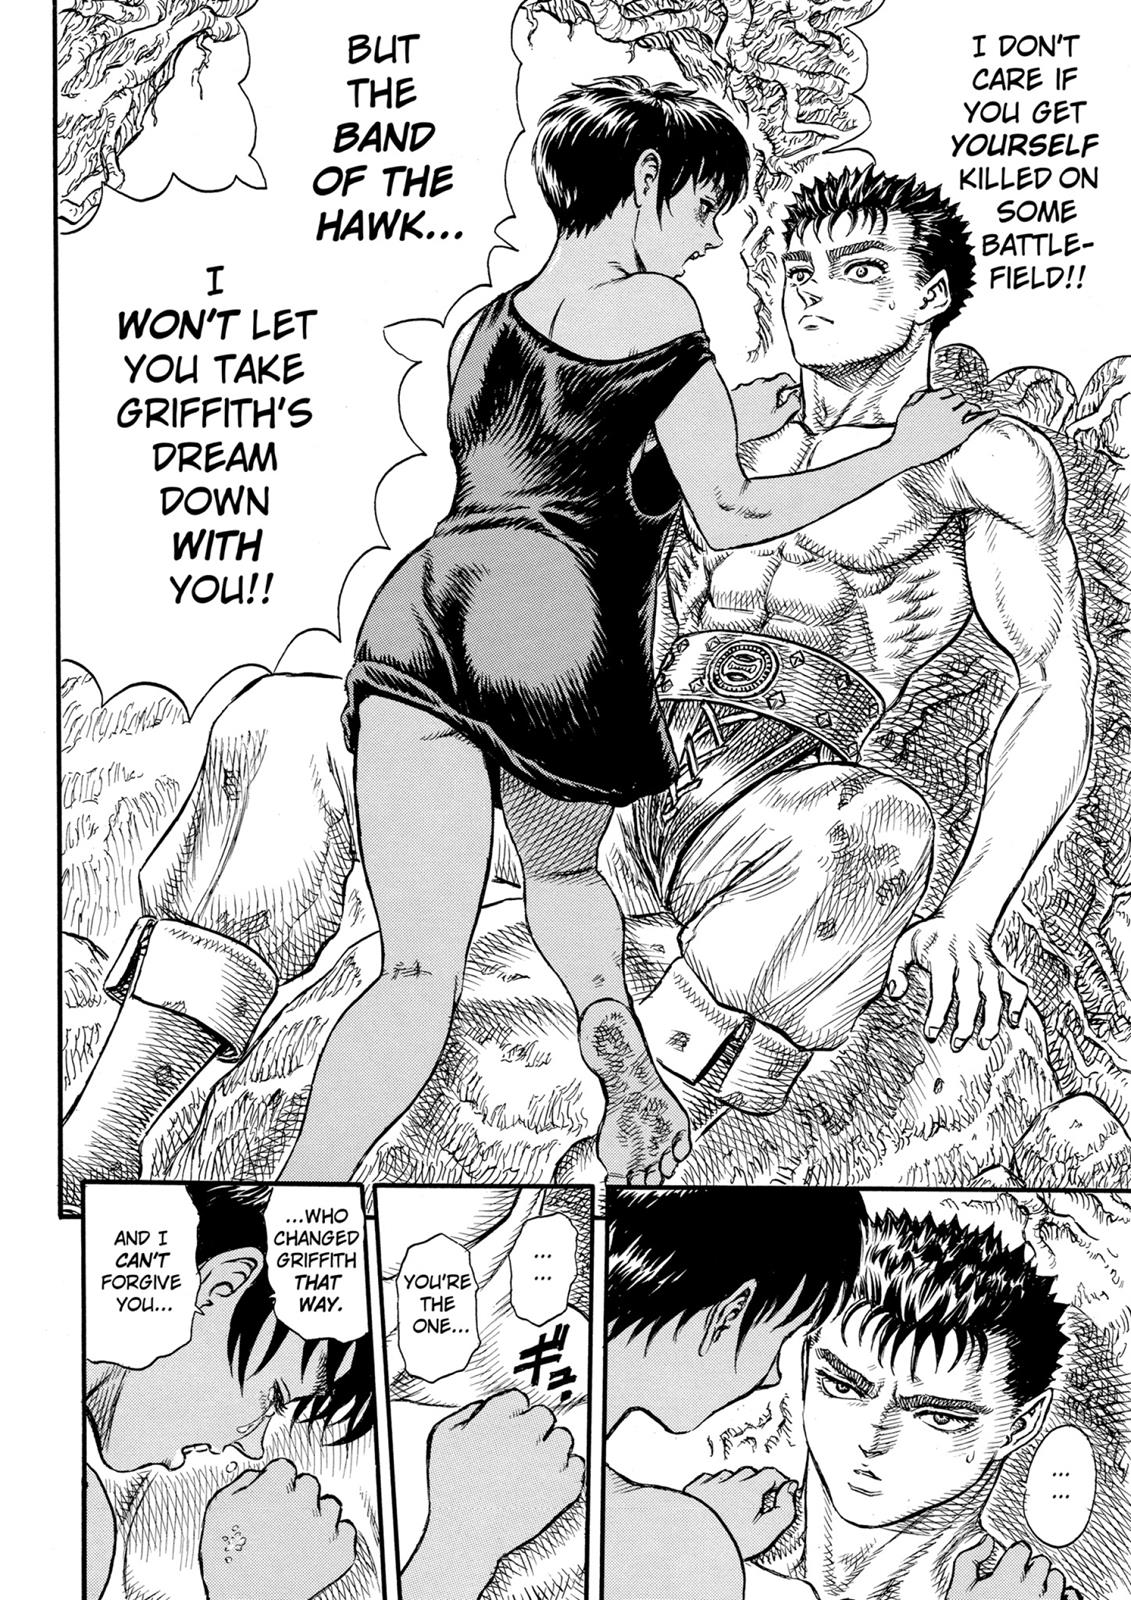 I DON'T
CARE IF
YOU GET
YOURSELF
KILLED ON
SOME
BATTLE-
FIELD!!
BUT
THE
BAND
OF THE
HAWK...
I
WON'T LET
YOU TAKE
GRIFFITH'S
DREAM
DOWN
WITH
YOU!!
...
...
...
...
YOU'RE
THE
ONE...
ギュ
...WHO
CHANGED
GRIFFITH
THAT
WAY.
AND I
CAN'T
FORGIVE
YOU...